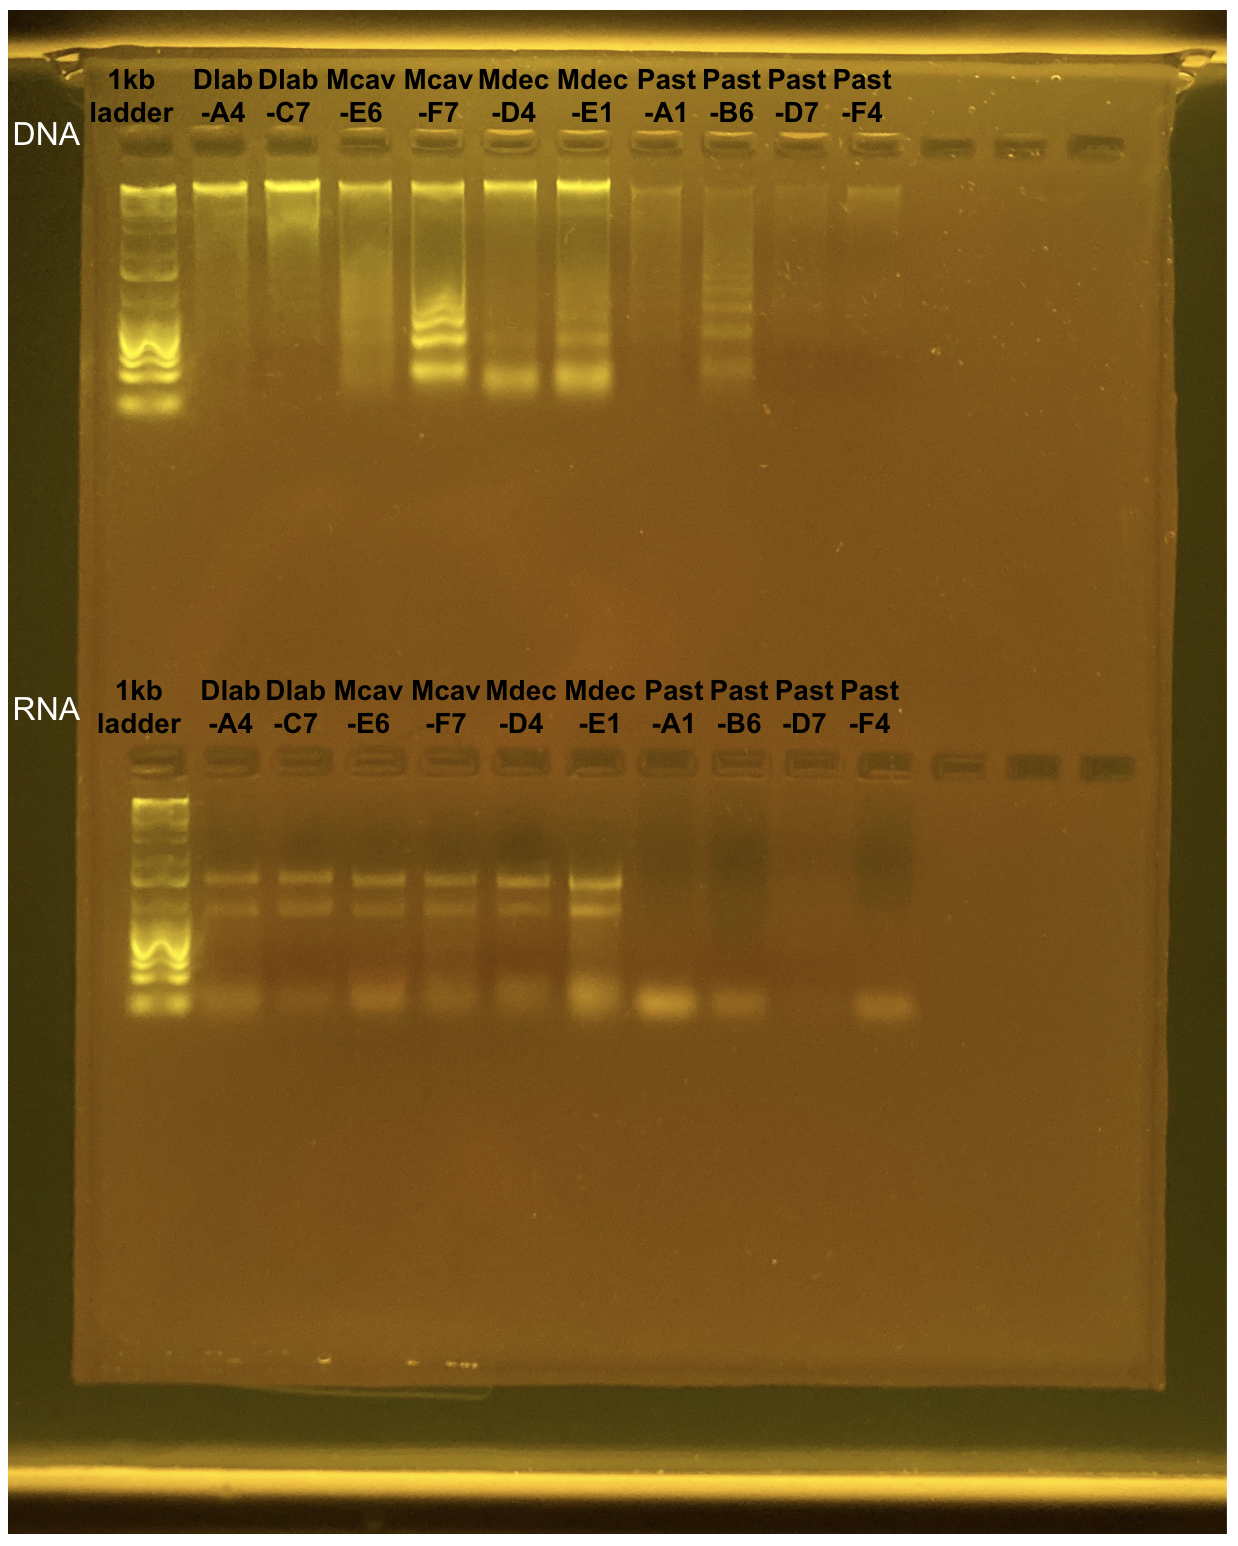 1kb Dlab Dlab Mcav Mcav Mdec Mdec Past Past Past Past
ladder -A4 -C7 -E6 -F7 -D4 -E1 -A1 -B6 -D7 -F4
DNA
1kb Dlab Dlab Mcav Mcav Mdec Mdec Past Past Past Past
ladder -A4 -C7 -E6 -F7 -D4 -E1 -A1 -B6 -D7 -F4
RNA